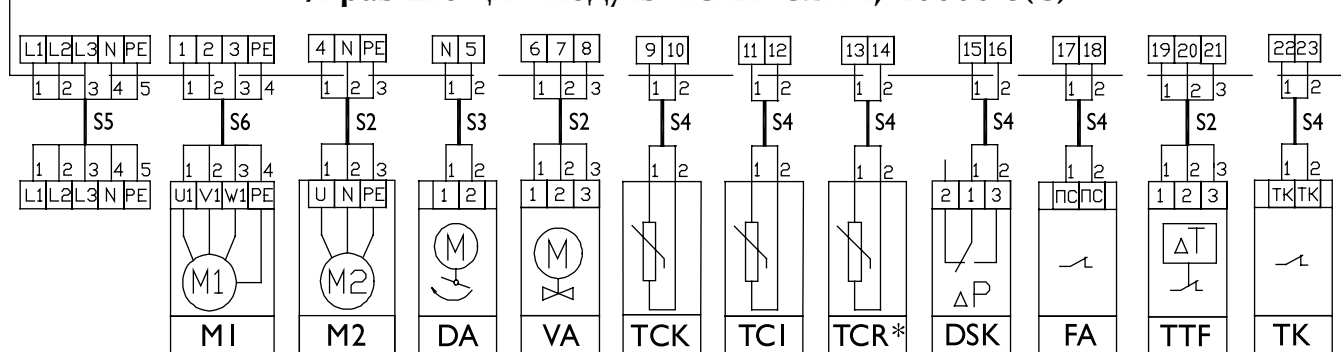 L1 L2 L3 N PE 1 2 3 PE 4 N PE N 5 6 7 8 9 10 11 12 13 14 15 16 17 18 19 20 21 22 23
1 2 3 4 5 1 2 3 4 1 2 3 1 2 1 2 3 1 2 1 2 1 2 1 2 1 2 1 2 3 1 2
S5 S6 S2 S3 S2 S4 S4 S4 S4 S4 S2 S4
1 2 3 4 5 1 2 3 4 1 2 3 1 2 1 2 3 1 2 1 2 1 2 1 2 1 2 1 2 3 1 2
L1 L2 L3 N PE U1 V1 W1 PE U N PE 1 2 1 2 3 2 1 3 ПС ПС 1 2 3 ТК ТК
M M ΔT
M1 M2 ΔP
M1 M2 DA VA TCK TCI TCR* DSK FA TTF TK